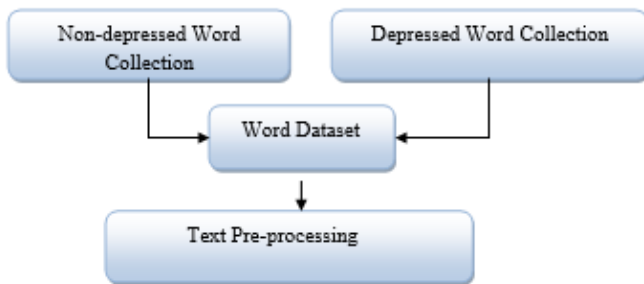 Non-depressed Word
Collection
Depressed Word Collection
Word Dataset
Text Pre-processing